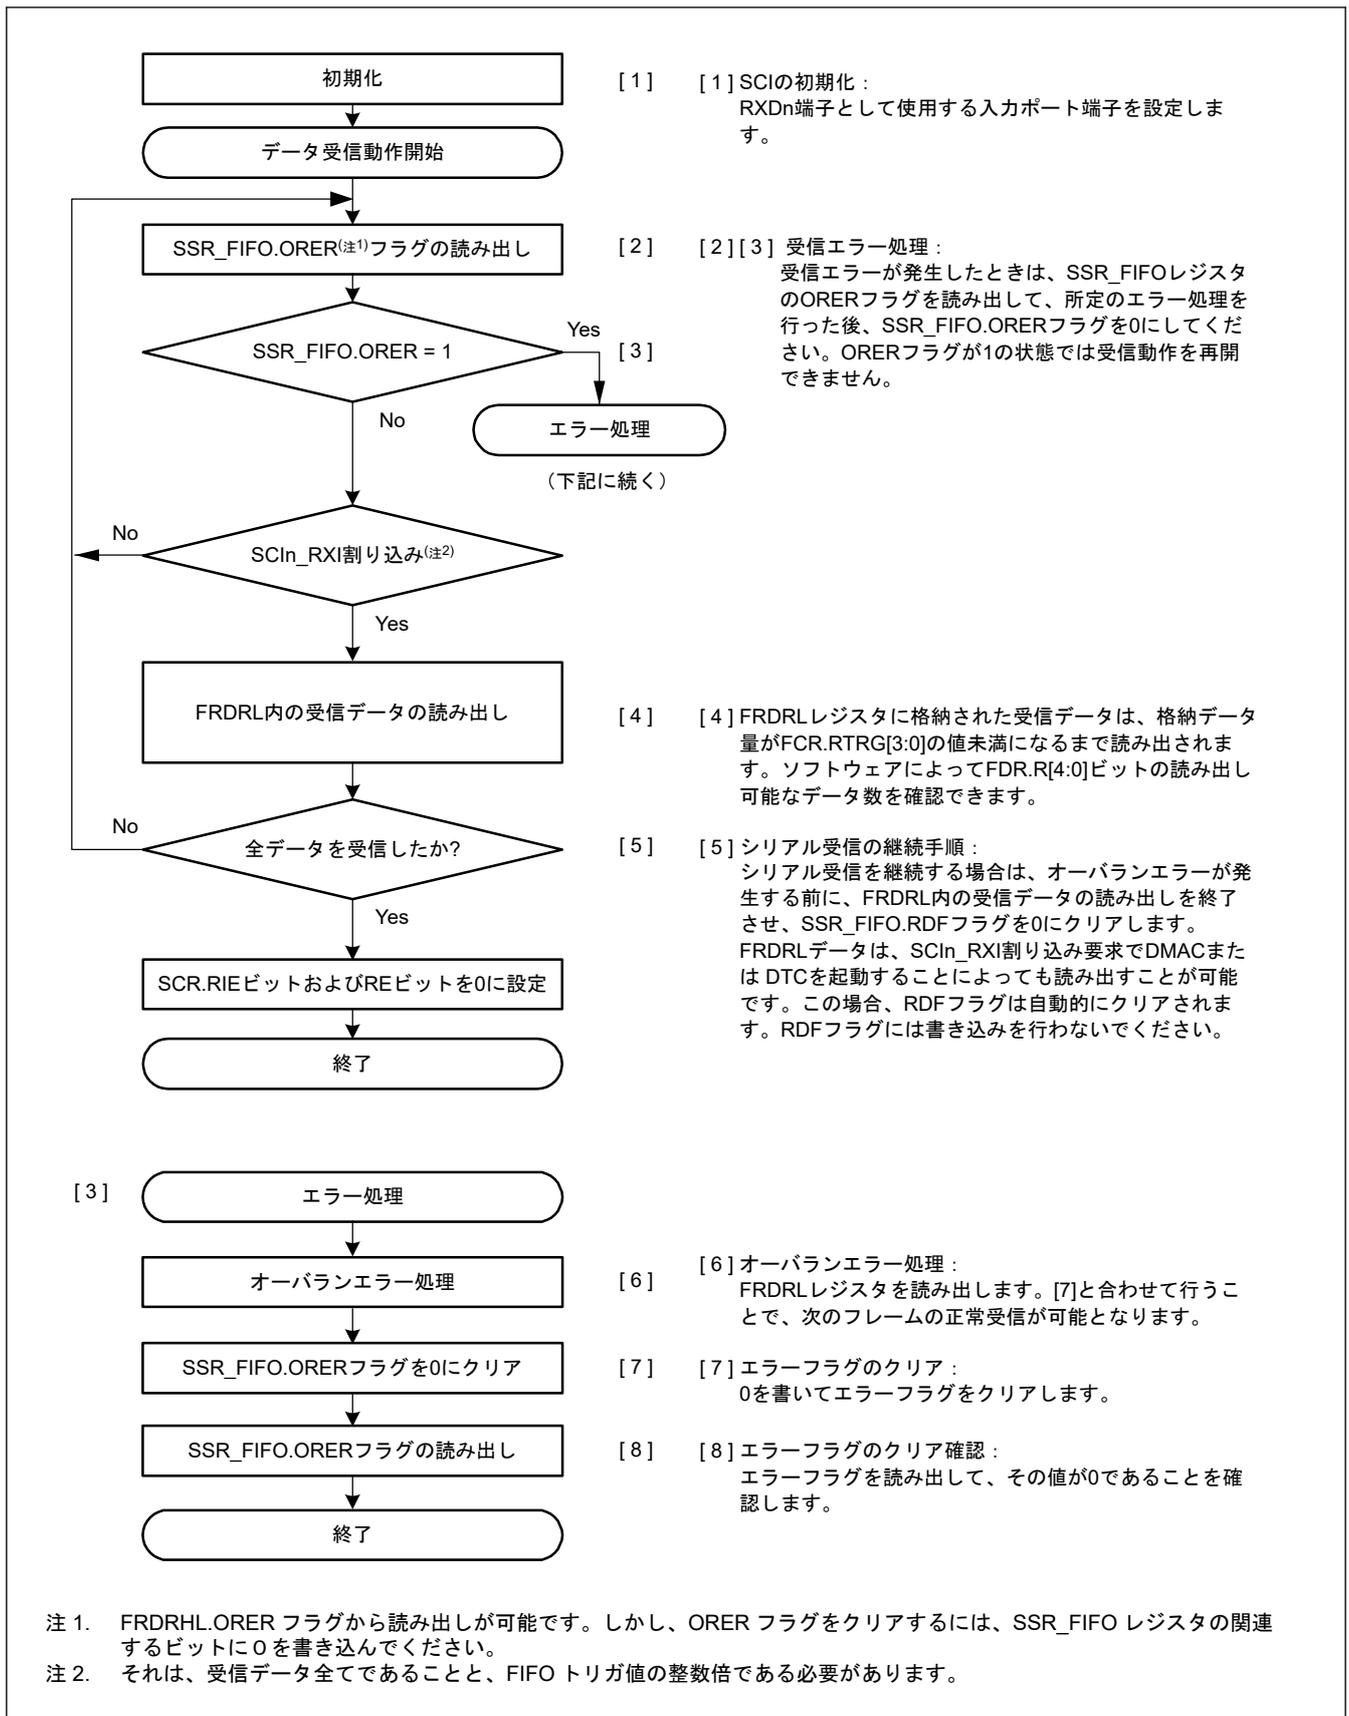 初期化
[ 1 ]
[ 1 ] SCIの初期化：
RXDn端子として使用する入力ポート端子を設定しま
す。
データ受信動作開始
SSR_FIFO.ORER(注1)フラグの読み出し
[ 2 ]
[ 2 ] [ 3 ] 受信エラー処理：
受信エラーが発生したときは、SSR_FIFOレジスタ
のORERフラグを読み出して、所定のエラー処理を
行った後、SSR_FIFO.ORERフラグを0にしてくだ
さい。ORERフラグが1の状態では受信動作を再開
できません。
SSR_FIFO.ORER = 1
Yes
[ 3 ]
No
エラー処理
（下記に続く）
No
SCIn_RXI割り込み(注2)
Yes
FRDRL内の受信データの読み出し
[ 4 ]
[ 4 ] FRDRLレジスタに格納された受信データは、格納データ
量がFCR.RTRG[3:0]の値未満になるまで読み出されま
す。ソフトウェアによってFDR.R[4:0]ビットの読み出し
可能なデータ数を確認できます。
No
全データを受信したか?
[ 5 ]
[ 5 ] シリアル受信の継続手順：
シリアル受信を継続する場合は、オーバランエラーが発
生する前に、FRDRL内の受信データの読み出しを終了
させ、SSR_FIFO.RDFフラグを0にクリアします。
FRDRLデータは、SCIn_RXI割り込み要求でDMACまた
は DTCを起動することによっても読み出すことが可能
です。この場合、RDFフラグは自動的にクリアされま
す。RDFフラグには書き込みを行わないでください。
Yes
SCR.RIEビットおよびREビットを0に設定
終了
[ 3 ]
エラー処理
オーバランエラー処理
[ 6 ]
[ 6 ] オーバランエラー処理：
FRDRLレジスタを読み出します。[7]と合わせて行うこ
とで、次のフレームの正常受信が可能となります。
SSR_FIFO.ORERフラグを0にクリア
[ 7 ]
[ 7 ] エラーフラグのクリア：
0を書いてエラーフラグをクリアします。
SSR_FIFO.ORERフラグの読み出し
[ 8 ]
[ 8 ] エラーフラグのクリア確認：
エラーフラグを読み出して、その値が0であることを確
認します。
終了
注 1. FRDRHL.ORER フラグから読み出しが可能です。しかし、ORER フラグをクリアするには、SSR_FIFO レジスタの関連
するビットに０を書き込んでください。
注 2. それは、受信データ全てであることと、FIFO トリガ値の整数倍である必要があります。